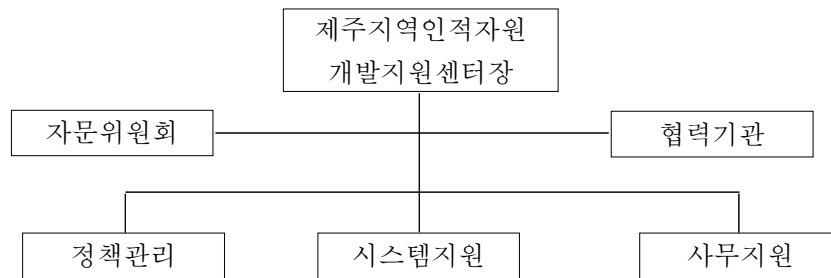 제주지역인적자원
개발지원센터장
자문위원회
협력기관
정책관리
시스템지원
사무지원